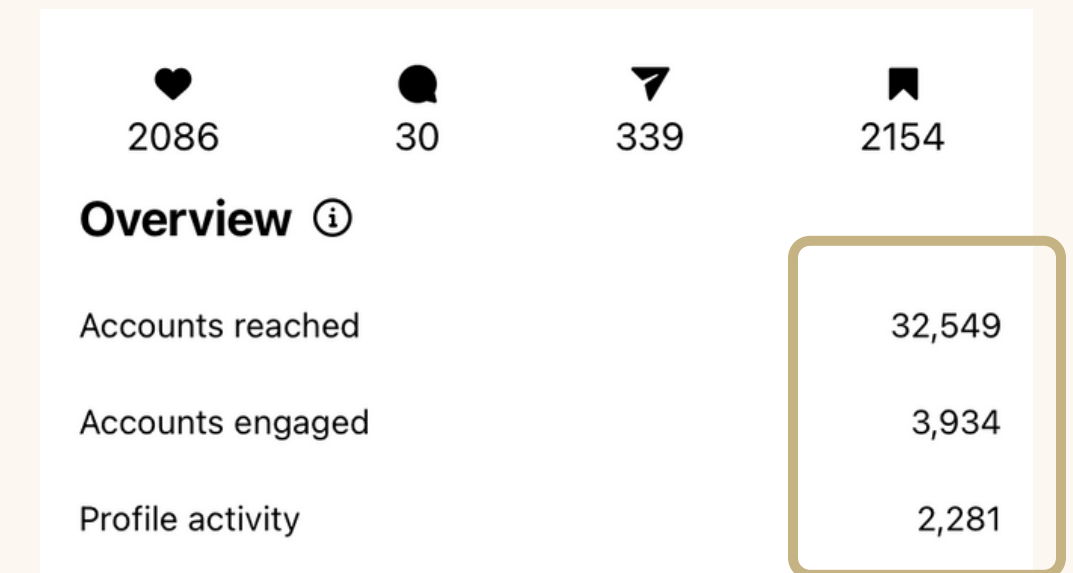 2086 30 339 2154
Overview
Accounts reached 32,549
Accounts engaged 3,934
Profile activity 2,281